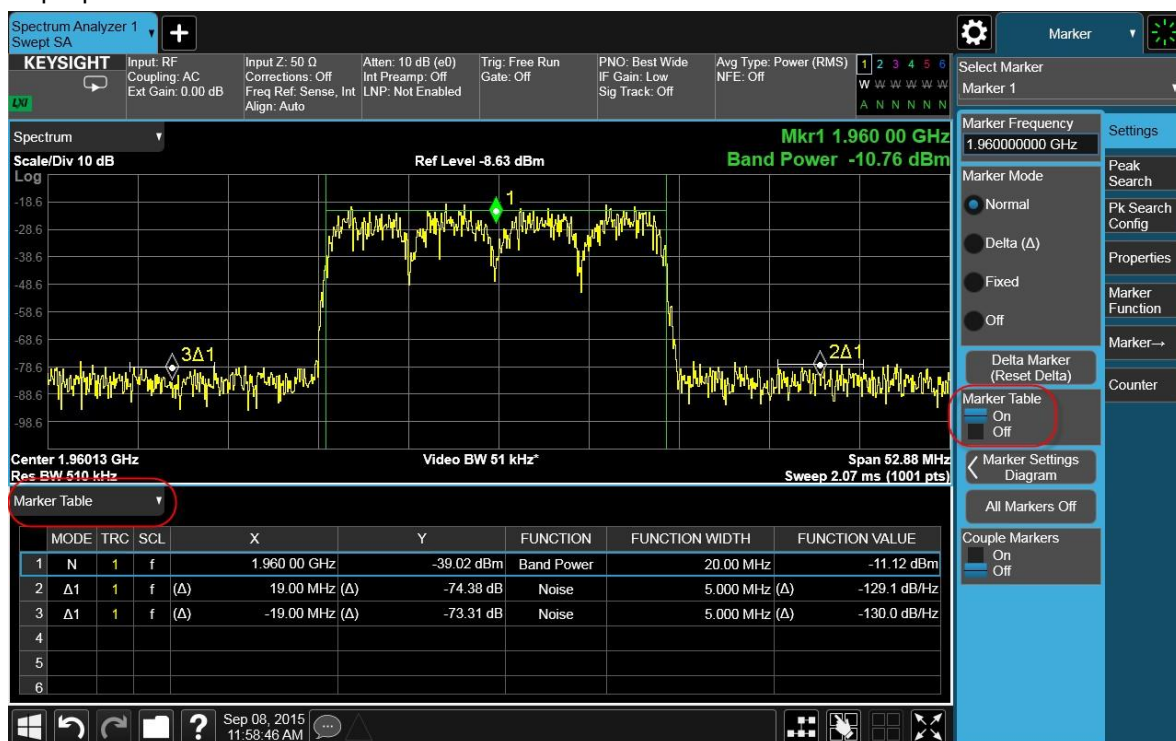 Spectrum Analyzer 1
Swept SA
Marker
KEYSIGHT
LXI
Input: RF
Coupling: AC
Ext Gain: 0.00 dB
Input Z: 50 Ω
Corrections: Off
Freq Ref: Sense, Int
Align: Auto
Atten: 10 dB (e0)
Int Preamp: Off
LNP: Not Enabled
Trig: Free Run
Gate: Off
PNO: Best Wide
IF Gain: Low
Sig Track: Off
Avg Type: Power (RMS)
NFE: Off
1 2 3 4 5 6
W W W W W W
A N N N N N
Select Marker
Marker 1
Spectrum
Scale/Div 10 dB
Ref Level -8.63 dBm
Mkr1 1.960 00 GHz
Band Power -10.76 dBm
Log
-18.6
-28.6
-38.6
-48.6
-58.6
-68.6
-78.6
-88.6
-98.6
1
3Δ1
2Δ1
Center 1.96013 GHz
Res BW 510 kHz
Video BW 51 kHz*
Span 52.88 MHz
Sweep 2.07 ms (1001 pts)
Marker Table
MODE TRC SCL X Y FUNCTION FUNCTION WIDTH FUNCTION VALUE
1 N 1 f 1.960 00 GHz -39.02 dBm Band Power 20.00 MHz -11.12 dBm
2 Δ1 1 f (Δ) 19.00 MHz (Δ) -74.38 dB Noise 5.000 MHz (Δ) -129.1 dB/Hz
3 Δ1 1 f (Δ) -19.00 MHz (Δ) -73.31 dB Noise 5.000 MHz (Δ) -130.0 dB/Hz
4
5
6
Marker Frequency
1.960000000 GHz
Marker Mode
Normal
Delta (Δ)
Fixed
Off
Delta Marker
(Reset Delta)
Marker Table
On
Off
Marker Settings
Diagram
All Markers Off
Couple Markers
On
Off
Settings
Peak
Search
Pk Search
Config
Properties
Marker
Function
Marker→
Counter
?
Sep 08, 2015
11:58:46 AM